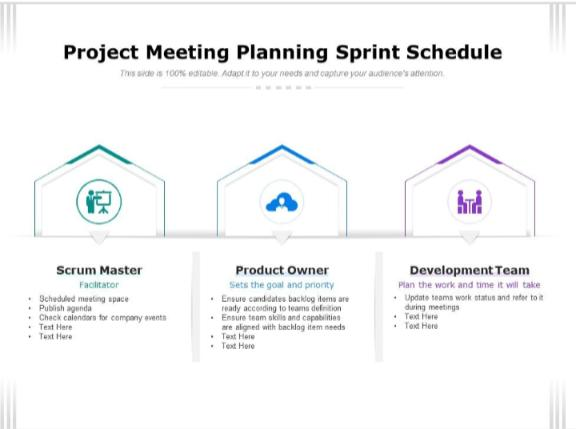 Project Meeting Planning Sprint Schedule
This slide is 100% editable. Adapt it to your needs and capture your audience's attention.
Scrum Master
Facilitator
• Scheduled meeting space
• Publish agenda
• Check calendars for company events
• Text Here
• Text Here
Product Owner
Sets the goal and priority
• Ensure candidates backlog items are
ready according to teams definition
• Ensure team skills and capabilities
are aligned with backlog item needs
• Text Here
• Text Here
Development Team
Plan the work and time it will take
• Update teams work status and refer to it
during meetings
• Text Here
• Text Here